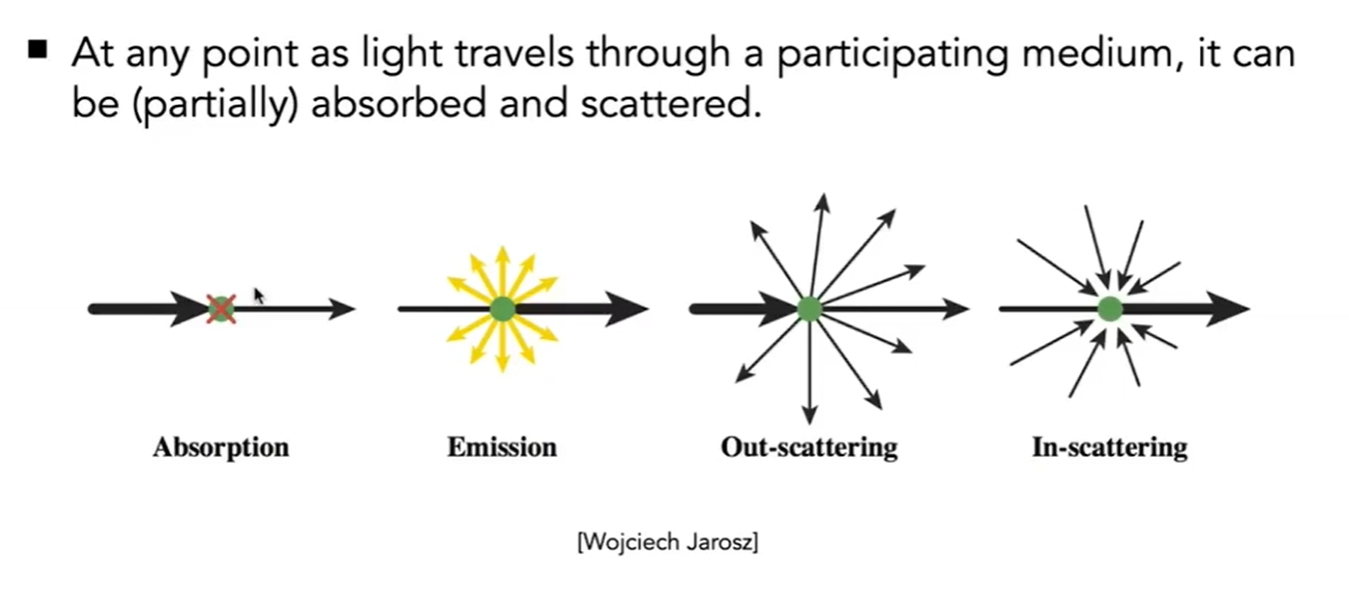 ■ At any point as light travels through a participating medium, it can
be (partially) absorbed and scattered.
Absorption Emission Out-scattering In-scattering
[Wojciech Jarosz]